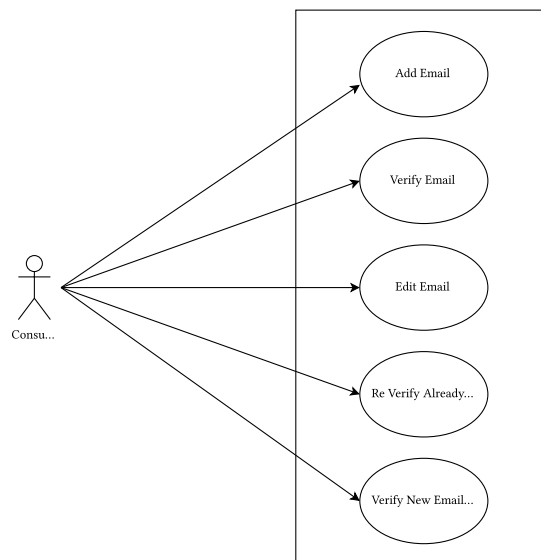 Add Email
Verify Email
Edit Email
Consu...
Re Verify Already...
Verify New Email...